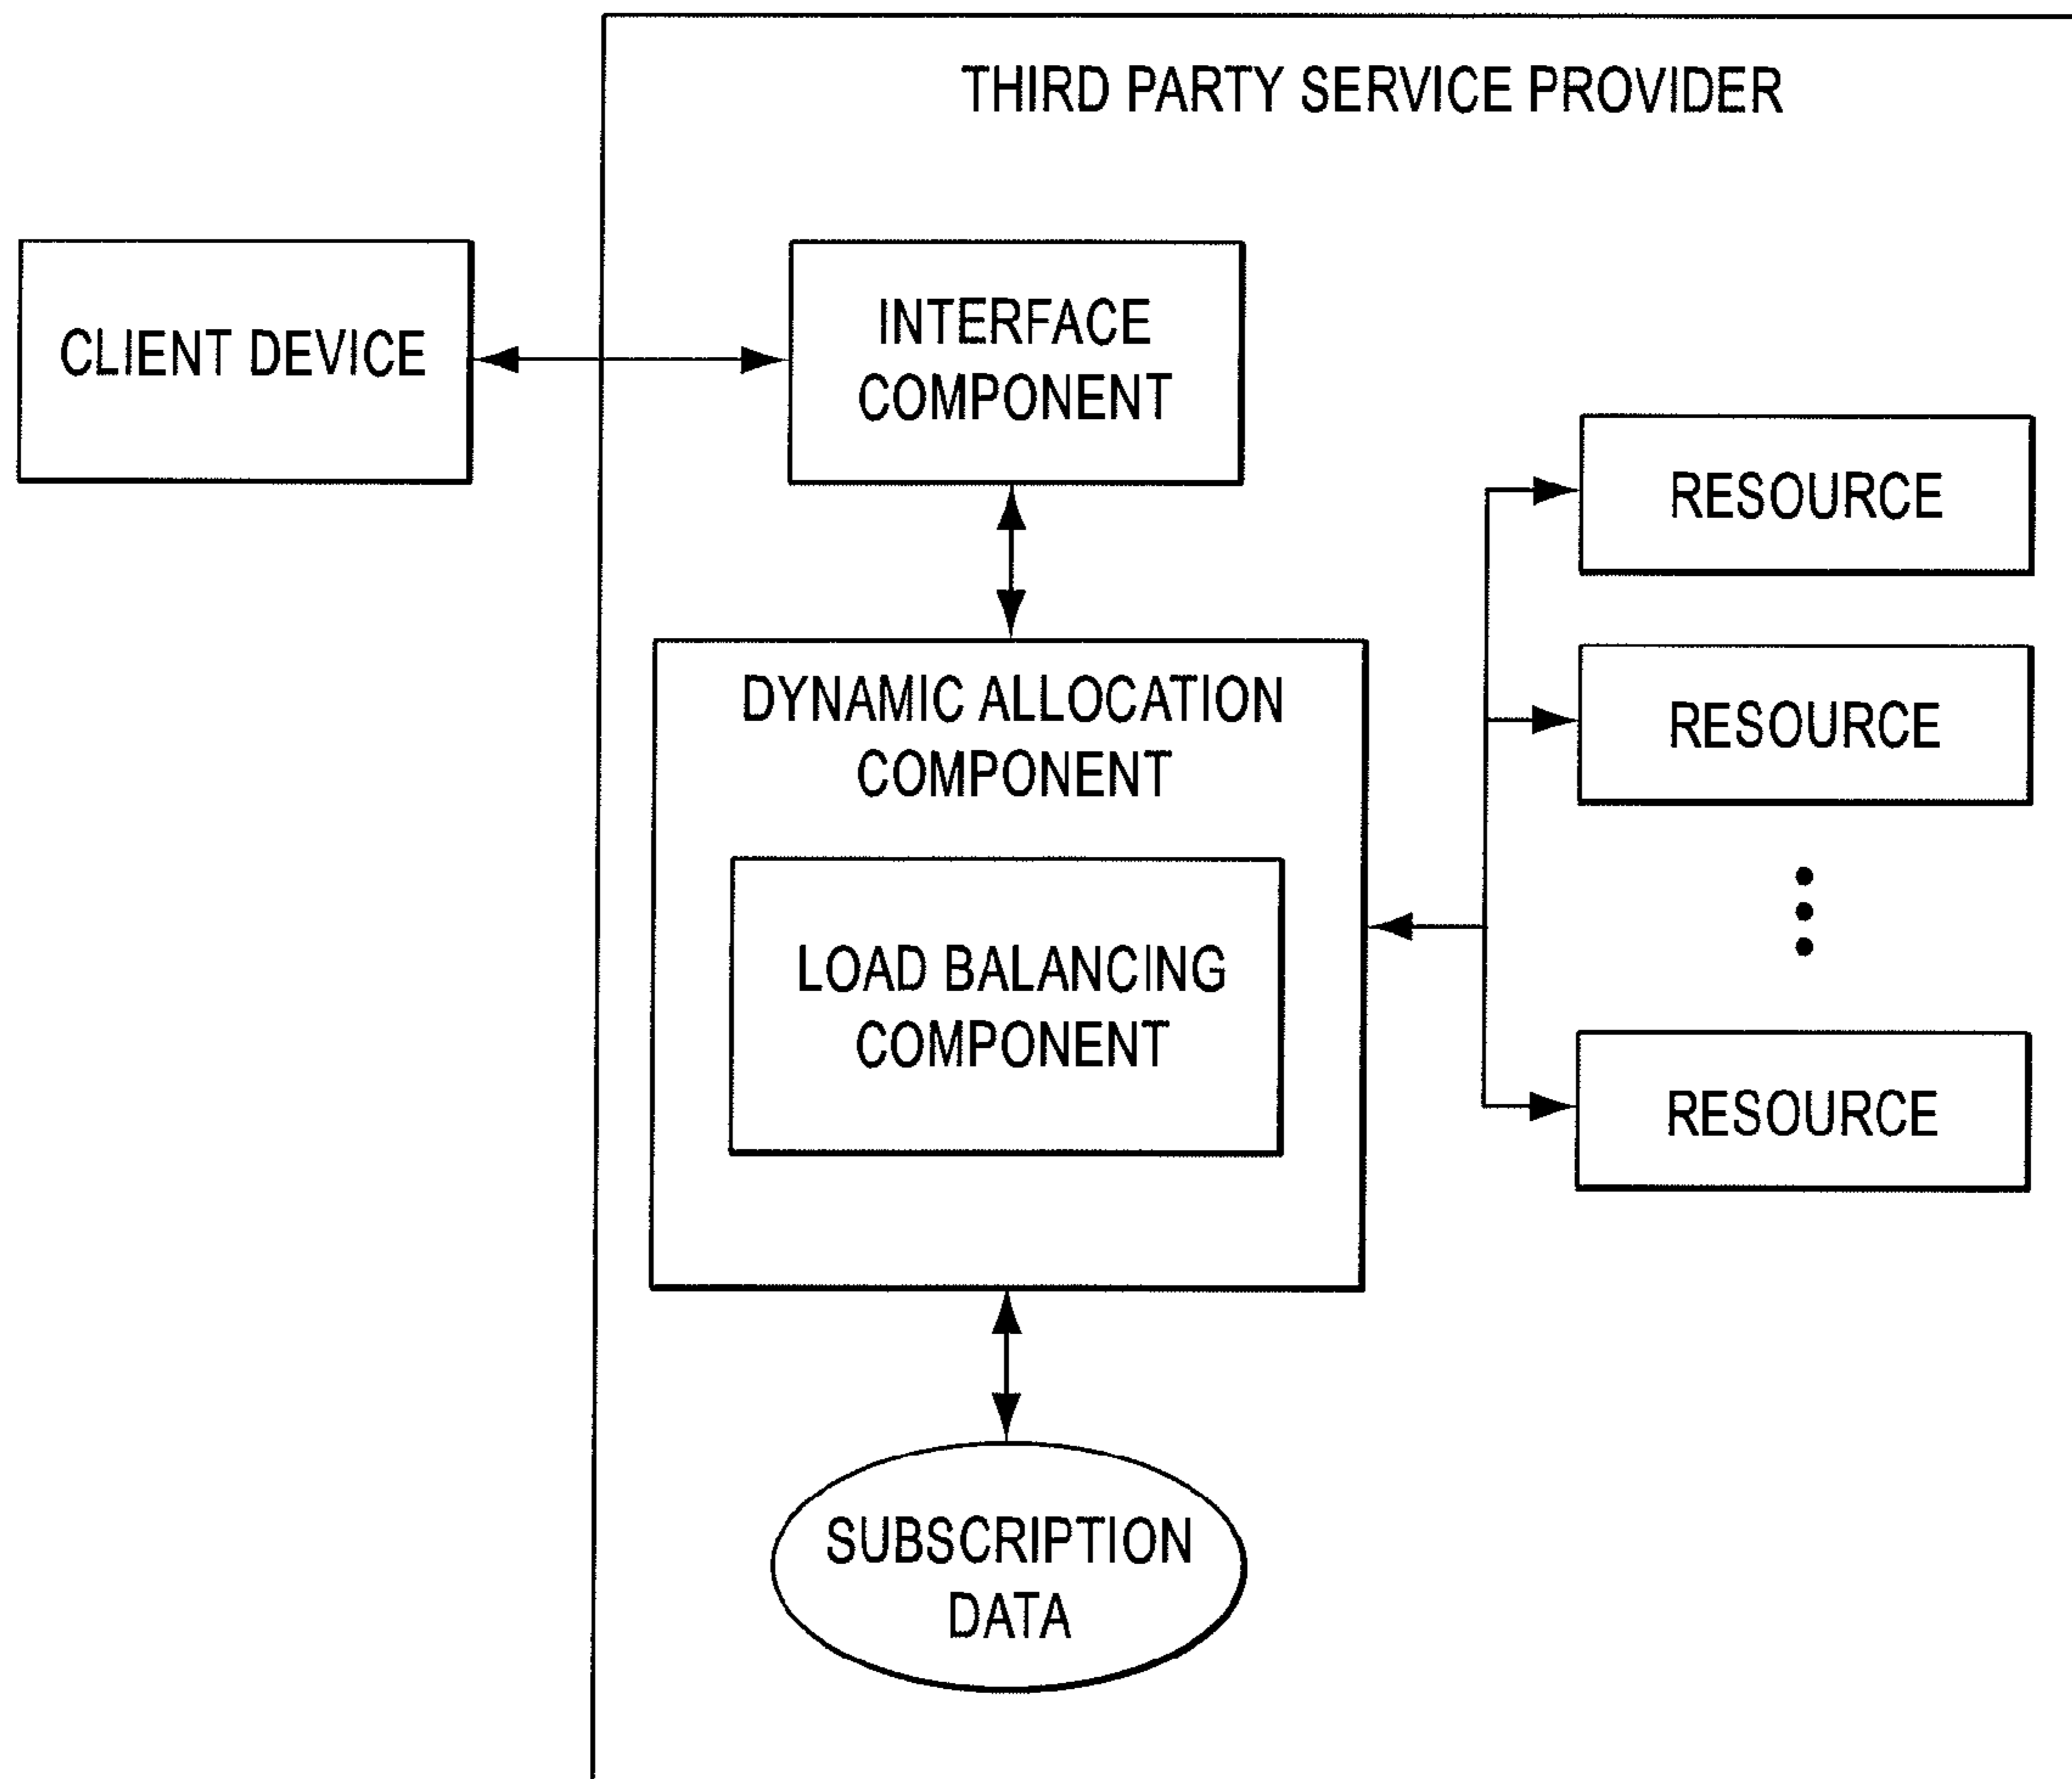 THIRD PARTY SERVICE PROVIDER
CLIENT DEVICE
INTERFACE
COMPONENT
RESOURCE
DYNAMIC ALLOCATION
COMPONENT
RESOURCE
LOAD BALANCING
COMPONENT
RESOURCE
SUBSCRIPTION
DATA